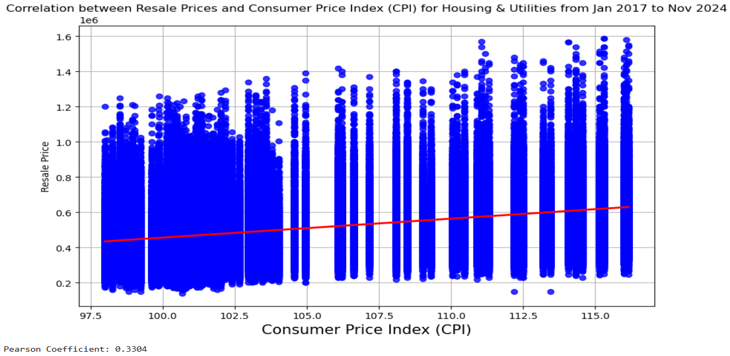 Correlation between Resale Prices and Consumer Price Index (CPI) for Housing & Utilities from Jan 2017 to Nov 2024
1e6
1.6
1.4
1.2
1.0
0.8
0.6
0.4
0.2
Resale Price
97.5 100.0 102.5 105.0 107.5 110.0 112.5 115.0
Consumer Price Index (CPI)
Pearson Coefficient: 0.3304